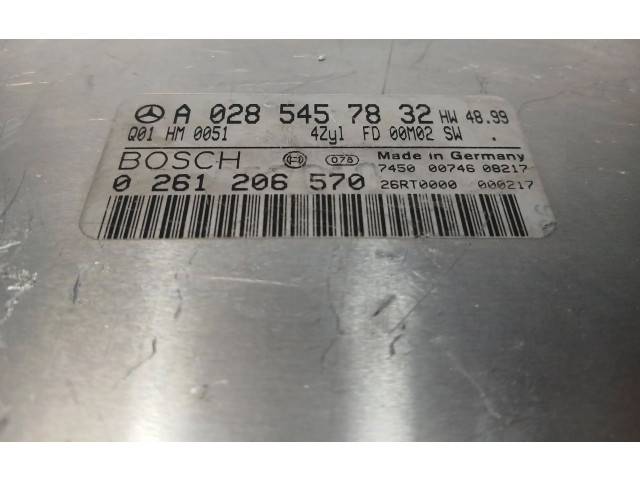 A 028 545 78 32 HW 48.99
Q01 HM 0051 4Zyl FD 00M02 SW .
BOSCH 078 Made in Germany
7450 00746 08217
0 261 206 570 26RT0000 000217